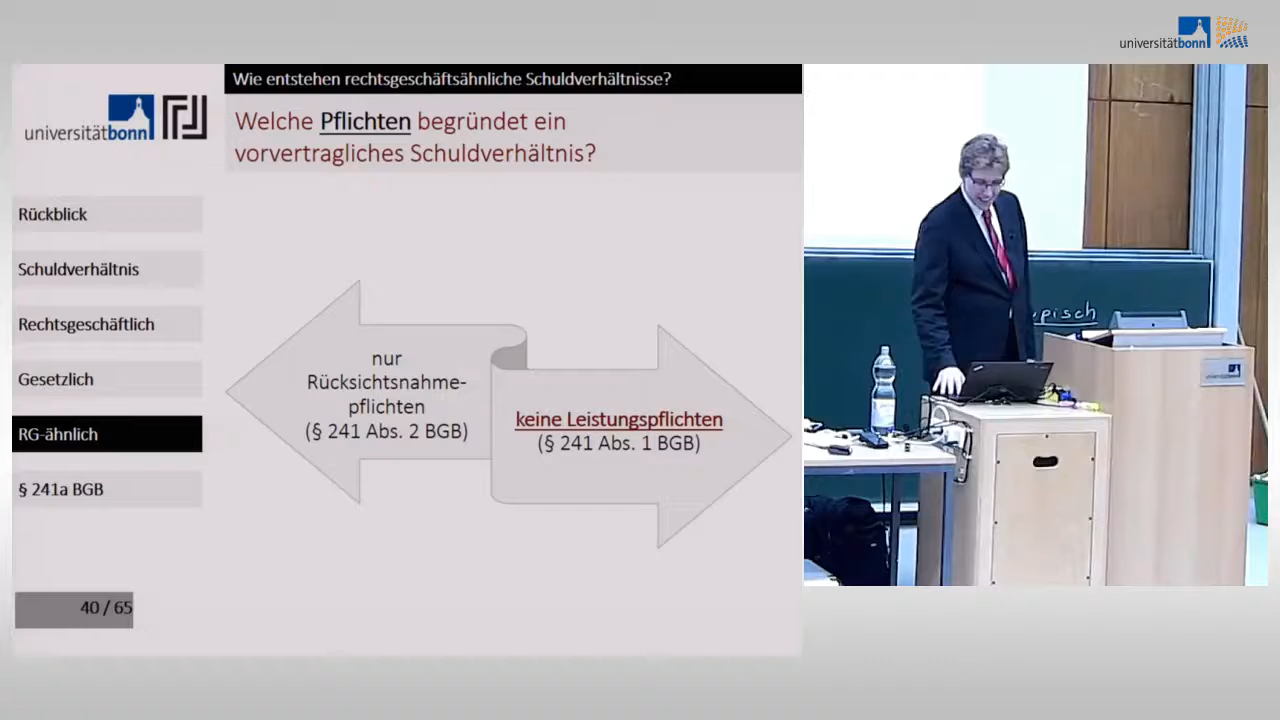 universitätbonn
Wie entstehen rechtsgeschäftsähnliche Schuldverhältnisse?
universitätbonn
Welche Pflichten begründet ein
vorvertragliches Schuldverhältnis?
Rückblick
Schuldverhältnis
Rechtsgeschäftlich
Gesetzlich
RG-ähnlich
§ 241a BGB
nur
Rücksichtsnahme-
pflichten
(§ 241 Abs. 2 BGB)
keine Leistungspflichten
(§ 241 Abs. 1 BGB)
40 / 65